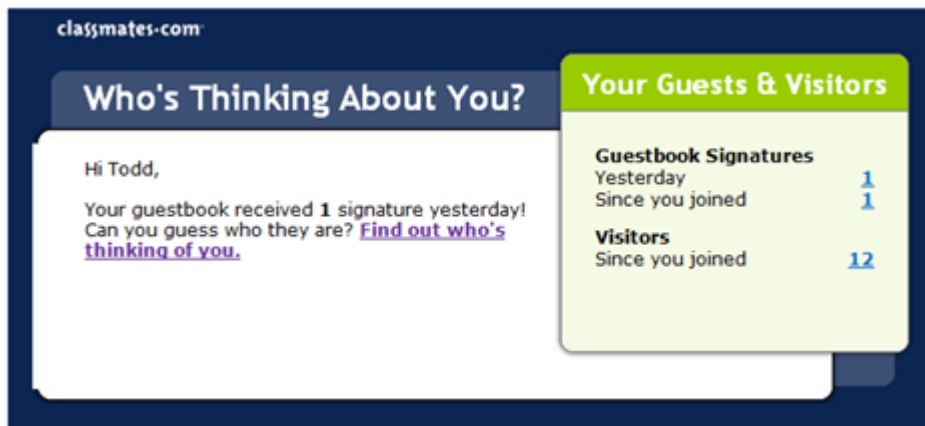 classmates.com
Who's Thinking About You?
Hi Todd,
Your guestbook received 1 signature yesterday!
Can you guess who they are? Find out who's
thinking of you.
Your Guests & Visitors
Guestbook Signatures
Yesterday 1
Since you joined 1
Visitors
Since you joined 12